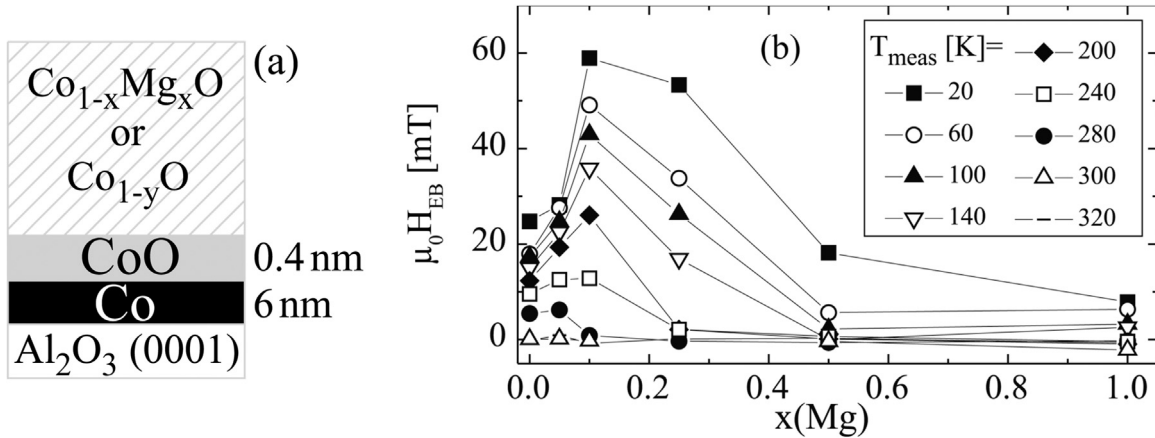 (a)
Co₁₋ₓMgₓO
or
Co₁₋yO
CoO
0.4 nm
Co
6 nm
Al₂O₃ (0001)
(b)
μ₀H_EB [mT]
60
40
20
0
0.0
0.2
0.4
0.6
0.8
1.0
x(Mg)
T_meas [K]=
20
60
100
140
200
240
280
300
320